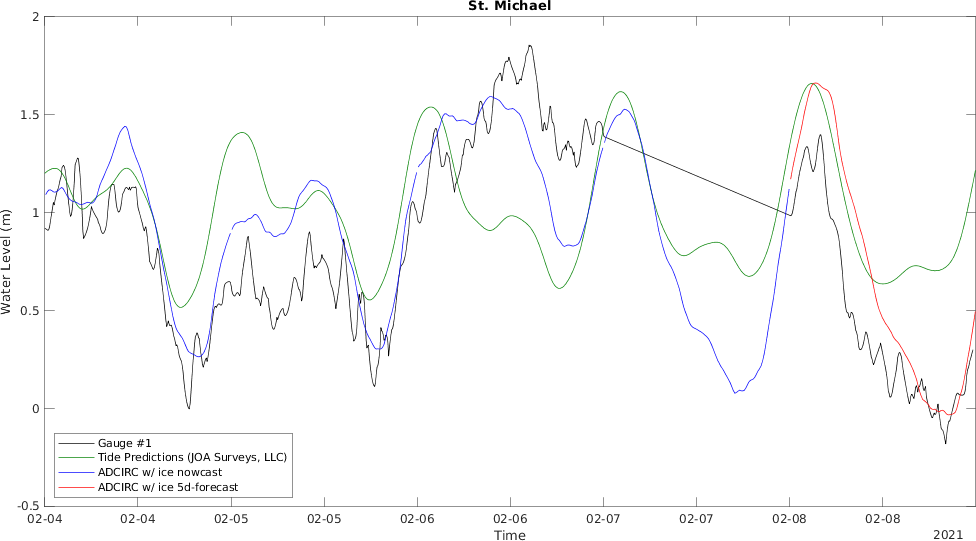 St. Michael
2
1.5
1
0.5
0
-0.5
Water Level (m)
Gauge #1
Tide Predictions (JOA Surveys, LLC)
ADCIRC w/ ice nowcast
ADCIRC w/ ice 5d-forecast
02-04 02-04 02-05 02-05 02-06 02-06 02-07 02-07 02-08 02-08
Time
2021